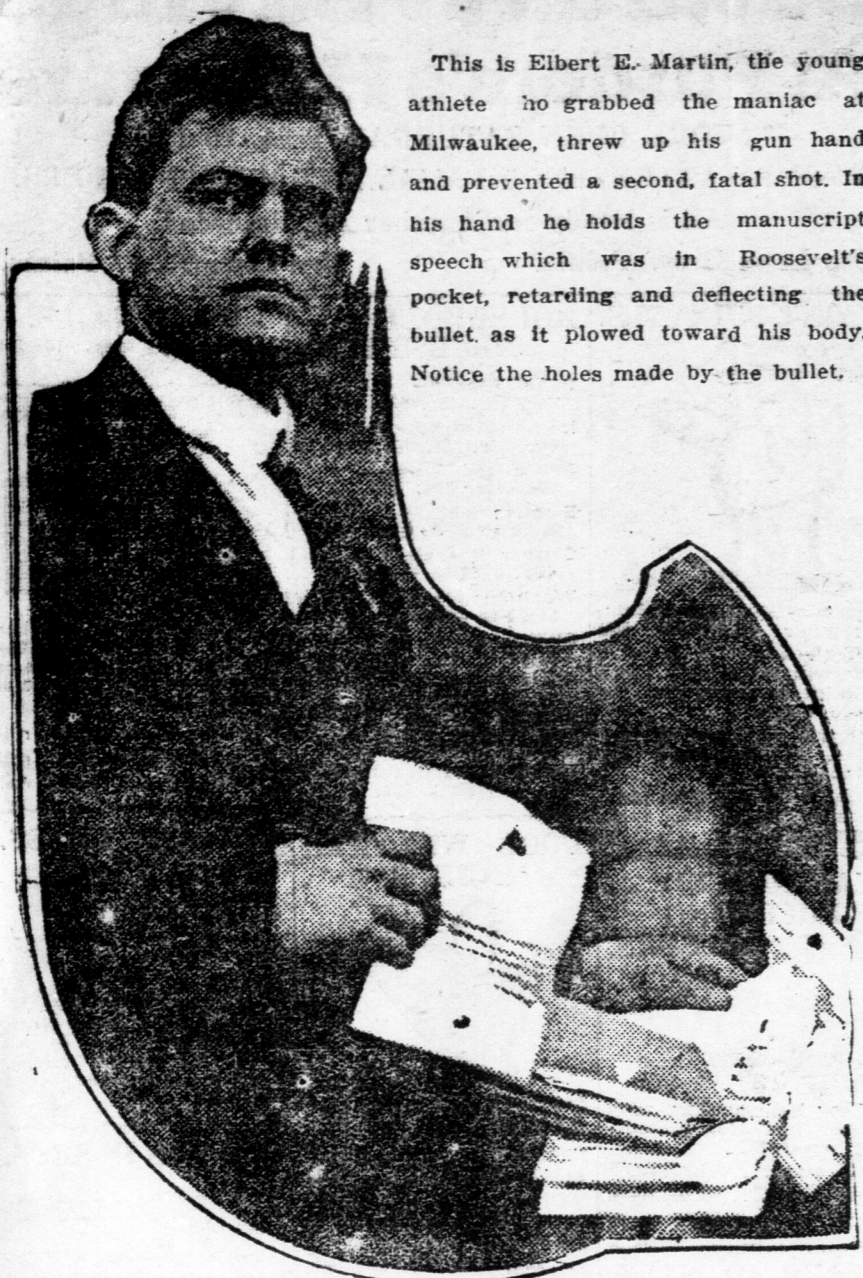 This is Elbert E. Martin, the young
athlete ho grabbed the maniac at
Milwaukee, threw up his gun hand
and prevented a second, fatal shot. In
his hand he holds the manuscript
speech which was in Roosevelt's
pocket, retarding and deflecting the
bullet. as it plowed toward his body.
Notice the holes made by the bullet.